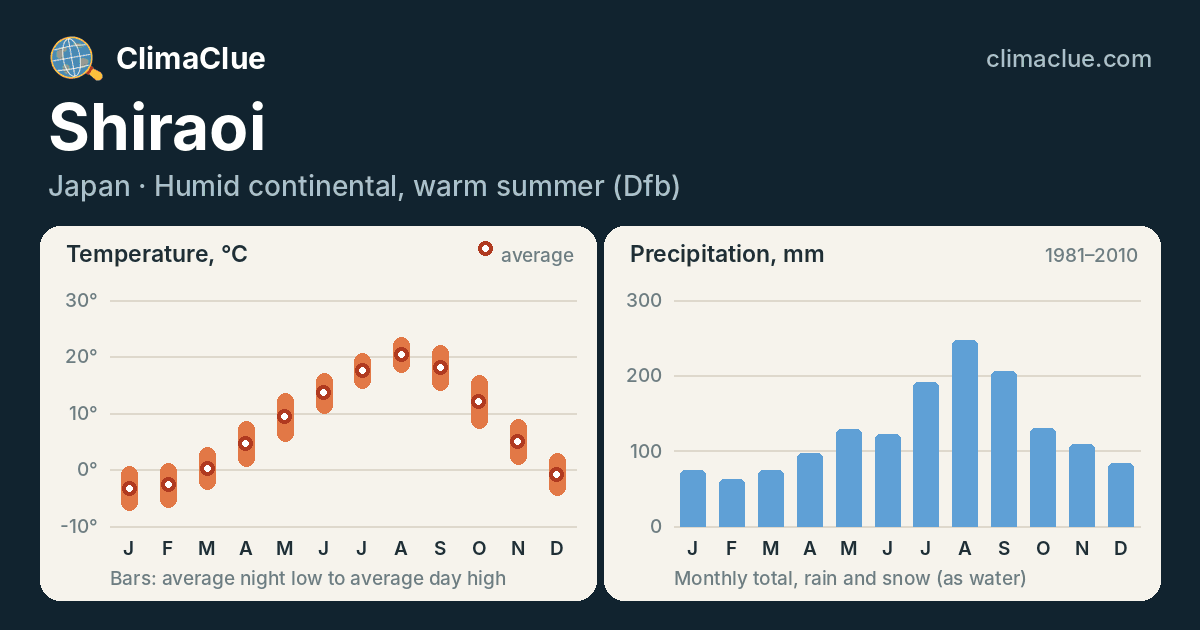 ClimaClue
climaclue.com
Shiraoi
Japan · Humid continental, warm summer (Dfb)
Temperature, °C
average
30°
20°
10°
0°
-10°
J F M A M J J A S O N D
Bars: average night low to average day high
Precipitation, mm
1981–2010
300
200
100
0
J F M A M J J A S O N D
Monthly total, rain and snow (as water)